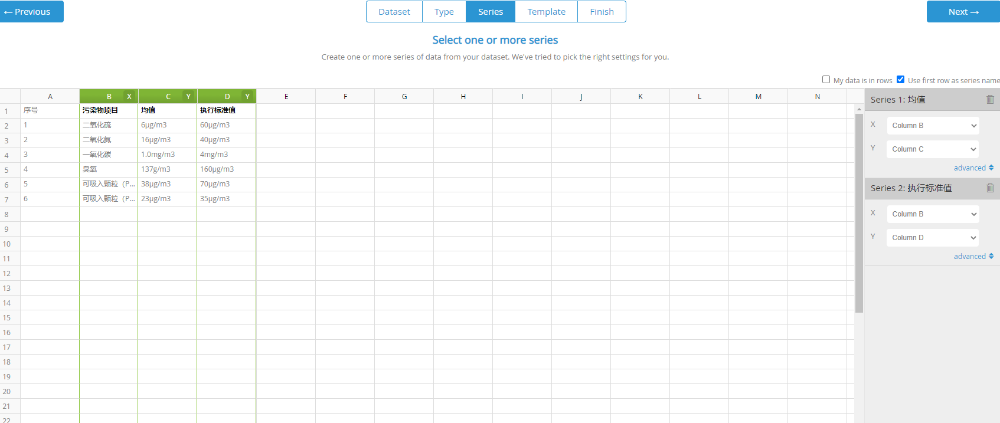 ← Previous
Dataset Type Series Template Finish
Next →
Select one or more series
Create one or more series of data from your dataset. We've tried to pick the right settings for you.
My data is in rows Use first row as series name
A B X C Y D Y E F G H I J K L M N
1 序号 污染物项目 均值 执行标准值
2 1 二氧化硫 6μg/m3 60μg/m3
3 2 二氧化氮 16μg/m3 40μg/m3
4 3 一氧化碳 1.0mg/m3 4mg/m3
5 4 臭氧 137g/m3 160μg/m3
6 5 可吸入颗粒（P... 38μg/m3 70μg/m3
7 6 可吸入颗粒（P... 23μg/m3 35μg/m3
8
9
10
11
12
13
14
15
16
17
18
19
20
21
22
Series 1: 均值
X Column B
Y Column C
advanced
Series 2: 执行标准值
X Column B
Y Column D
advanced